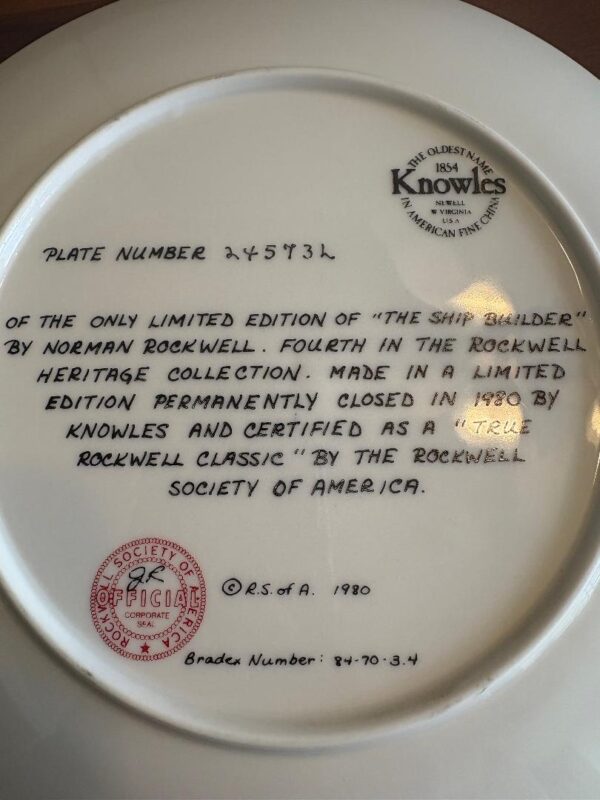 THE OLDEST NAME
1854
Knowles
NEWELL
W VIRGINIA
U S A
IN AMERICAN FINE CHINA
PLATE NUMBER 245732
OF THE ONLY LIMITED EDITION OF "THE SHIP BUILDER"
BY NORMAN ROCKWELL. FOURTH IN THE ROCKWELL
HERITAGE COLLECTION. MADE IN A LIMITED
EDITION PERMANENTLY CLOSED IN 1980 BY
KNOWLES AND CERTIFIED AS A "TRUE
ROCKWELL CLASSIC" BY THE ROCKWELL
SOCIETY OF AMERICA.
ROCKWELL SOCIETY OF AMERICA
J.R.
OFFICIAL
CORPORATE
SEAL
© R.S. of A. 1980
Bradex Number: 84-70-3.4